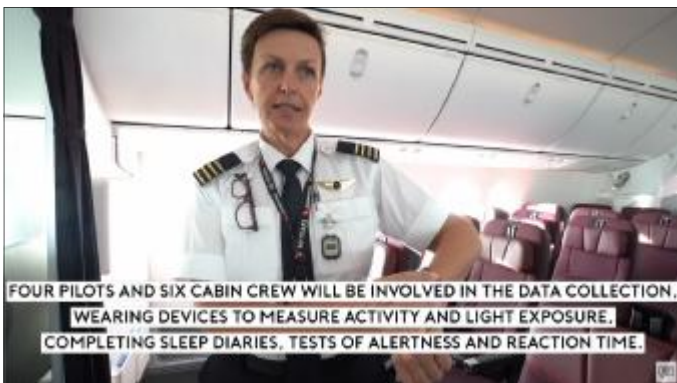 FOUR PILOTS AND SIX CABIN CREW WILL BE INVOLVED IN THE DATA COLLECTION,
WEARING DEVICES TO MEASURE ACTIVITY AND LIGHT EXPOSURE,
COMPLETING SLEEP DIARIES, TESTS OF ALERTNESS AND REACTION TIME.